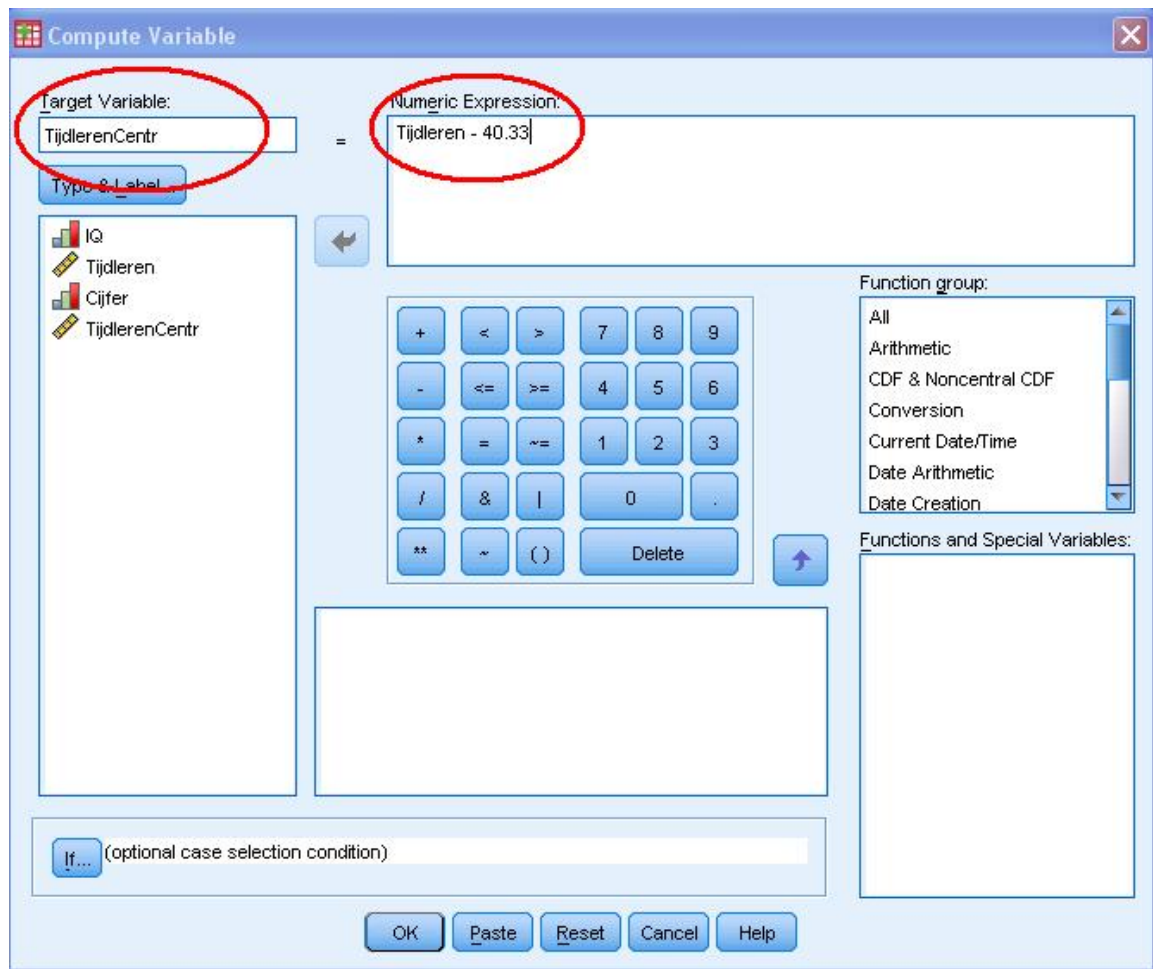 Compute Variable
Target Variable:
TijdlerenCentr
=
Numeric Expression:
Tijdleren - 40.33
Type & Label...
IQ
Tijdleren
Cijfer
TijdlerenCentr
+ < > 7 8 9
- <= >= 4 5 6
* = ~= 1 2 3
/ & | 0 .
** ~ ( ) Delete
Function group:
All
Arithmetic
CDF & Noncentral CDF
Conversion
Current Date/Time
Date Arithmetic
Date Creation
Functions and Special Variables:
If... (optional case selection condition)
OK Paste Reset Cancel Help